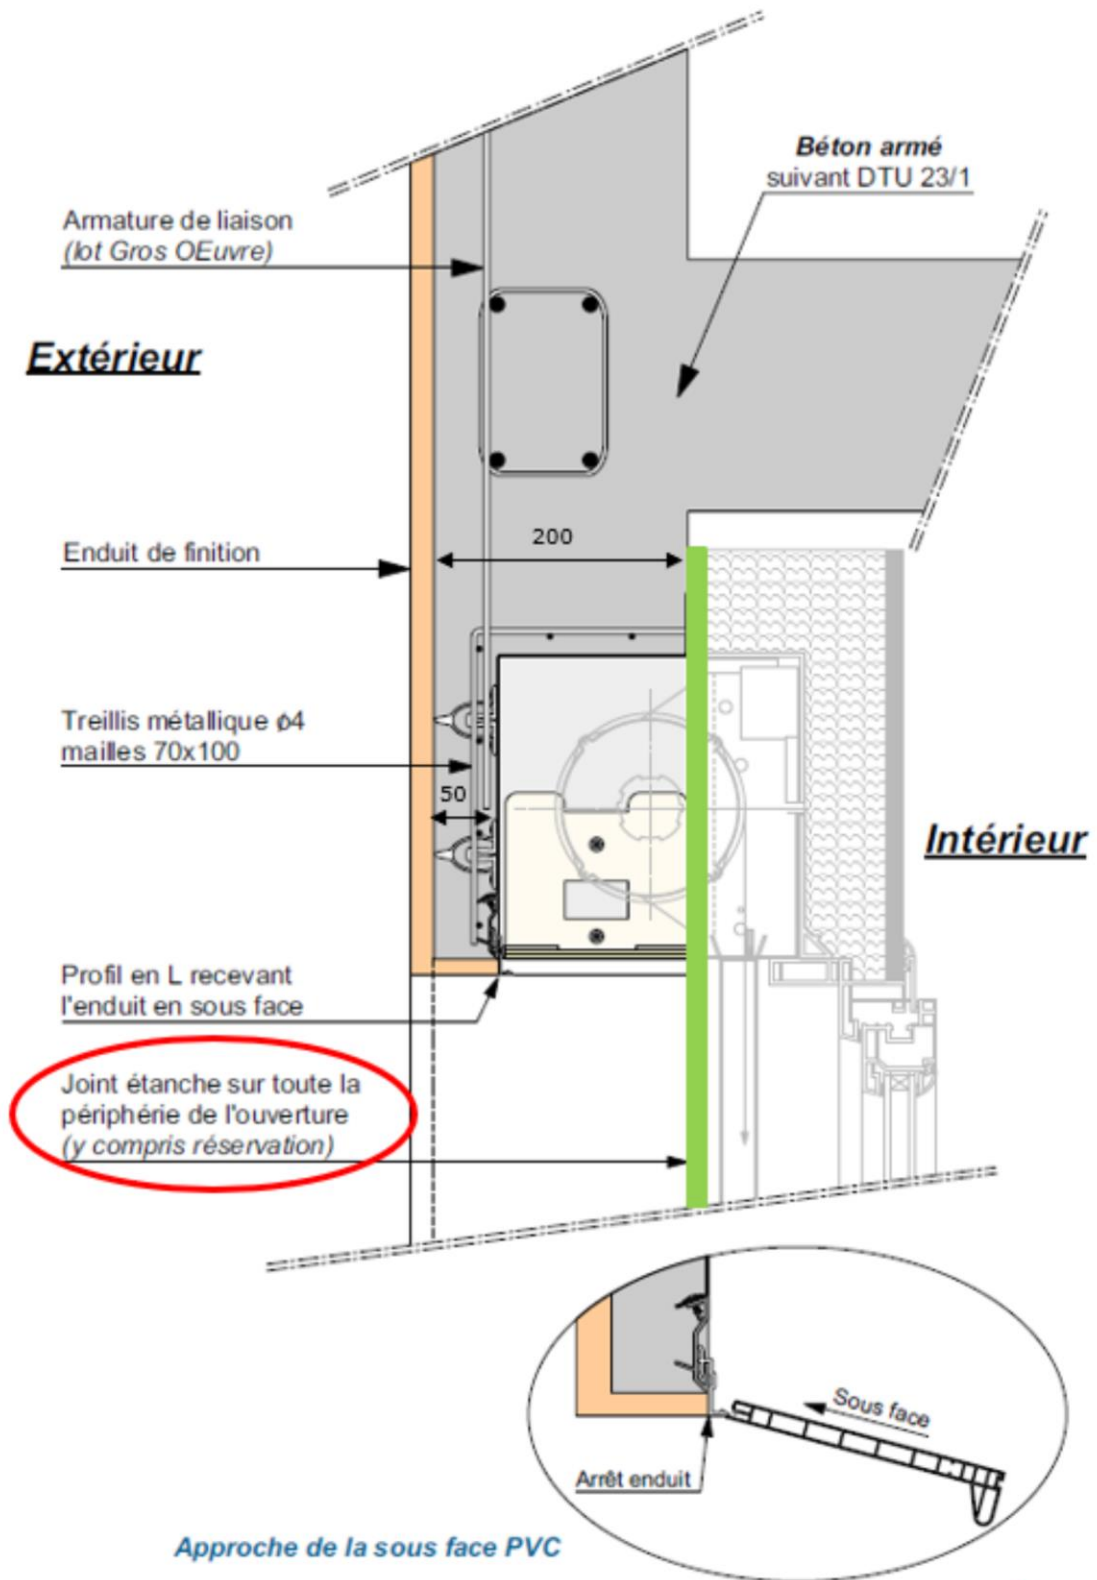 Béton armé
suivant DTU 23/1
Armature de liaison
(lot Gros OEuvre)
Extérieur
200
Enduit de finition
Treillis métallique ø4
mailles 70x100
50
Intérieur
Profil en L recevant
l'enduit en sous face
Joint étanche sur toute la
périphérie de l'ouverture
(y compris réservation)
Sous face
Arrêt enduit
Approche de la sous face PVC